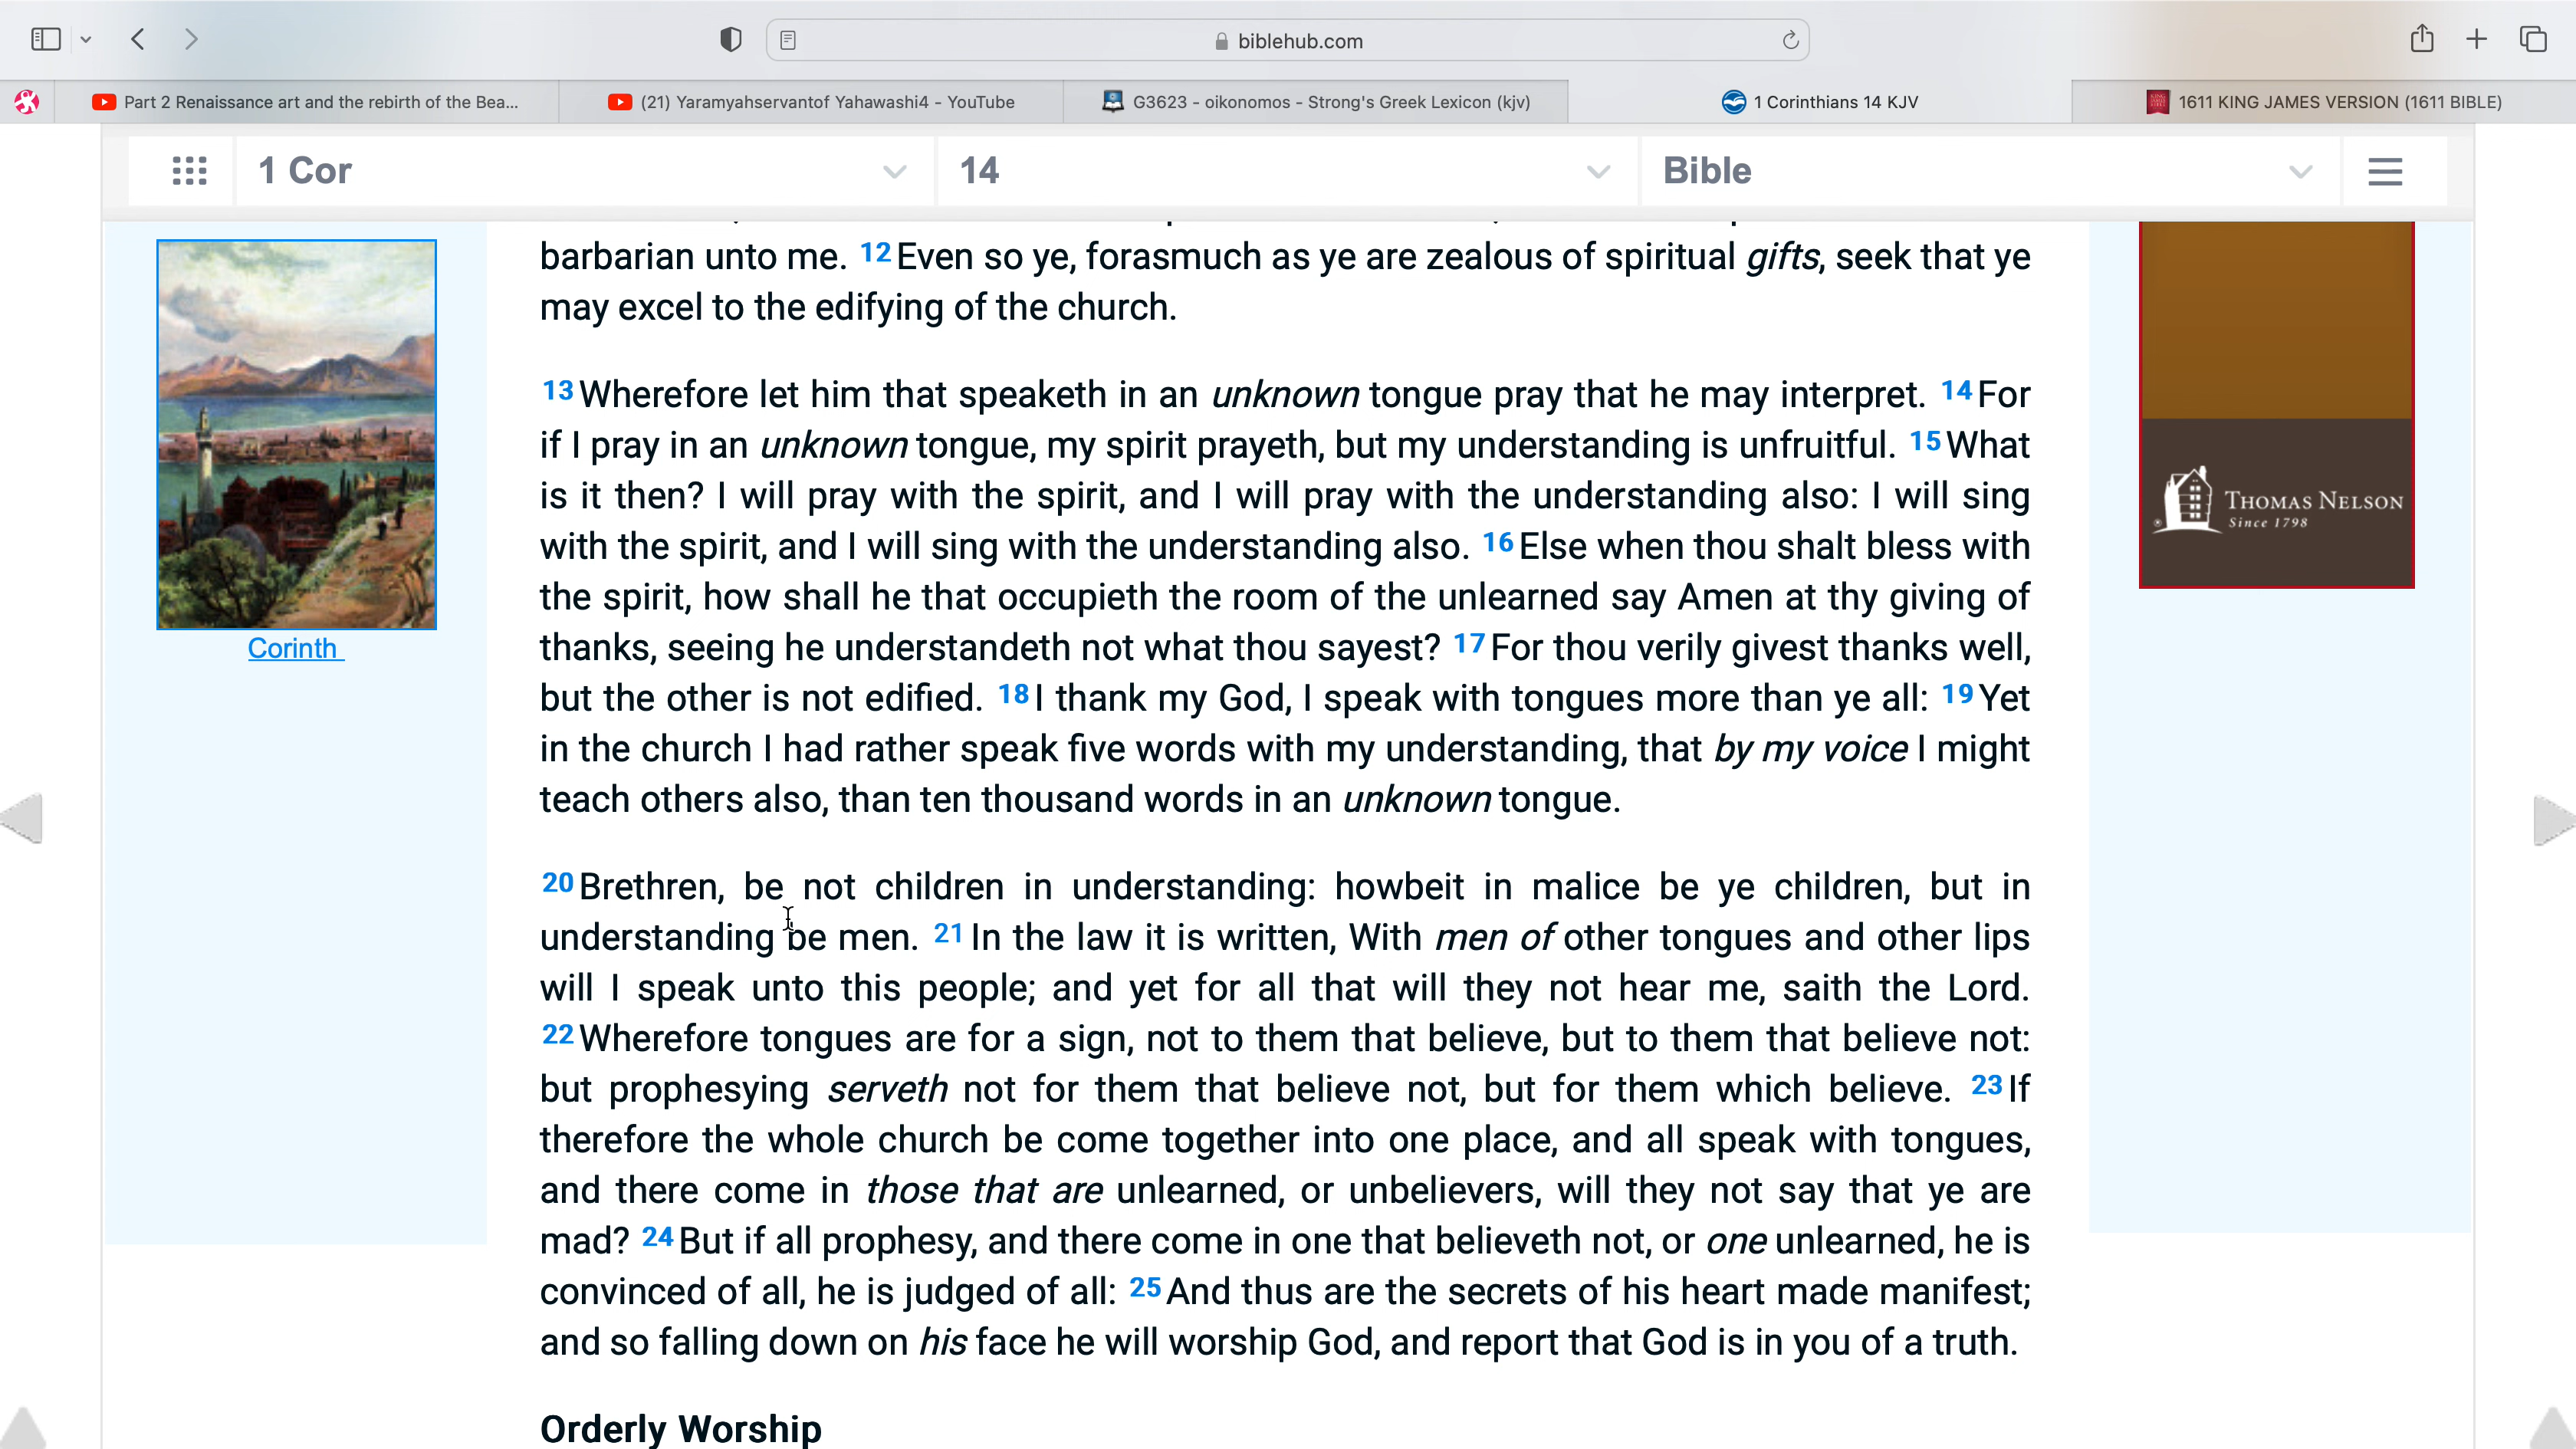 biblehub.com
Part 2 Renaissance art and the rebirth of the Bea...
(21) Yaramyahservantof Yahawashi4 - YouTube
G3623 - oikonomos - Strong's Greek Lexicon (kjv)
1 Corinthians 14 KJV
1611 KING JAMES VERSION (1611 BIBLE)
1 Cor
14
Bible
barbarian unto me. 12 Even so ye, forasmuch as ye are zealous of spiritual gifts, seek that ye
may excel to the edifying of the church.
13 Wherefore let him that speaketh in an unknown tongue pray that he may interpret. 14 For
if I pray in an unknown tongue, my spirit prayeth, but my understanding is unfruitful. 15 What
is it then? I will pray with the spirit, and I will pray with the understanding also: I will sing
with the spirit, and I will sing with the understanding also. 16 Else when thou shalt bless with
the spirit, how shall he that occupieth the room of the unlearned say Amen at thy giving of
thanks, seeing he understandeth not what thou sayest? 17 For thou verily givest thanks well,
but the other is not edified. 18 I thank my God, I speak with tongues more than ye all: 19 Yet
in the church I had rather speak five words with my understanding, that by my voice I might
teach others also, than ten thousand words in an unknown tongue.
20 Brethren, be not children in understanding: howbeit in malice be ye children, but in
understanding be men. 21 In the law it is written, With men of other tongues and other lips
will I speak unto this people; and yet for all that will they not hear me, saith the Lord.
22 Wherefore tongues are for a sign, not to them that believe, but to them that believe not:
but prophesying serveth not for them that believe not, but for them which believe. 23 If
therefore the whole church be come together into one place, and all speak with tongues,
and there come in those that are unlearned, or unbelievers, will they not say that ye are
mad? 24 But if all prophesy, and there come in one that believeth not, or one unlearned, he is
convinced of all, he is judged of all: 25 And thus are the secrets of his heart made manifest;
and so falling down on his face he will worship God, and report that God is in you of a truth.
Orderly Worship
Corinth
THOMAS NELSON
Since 1798